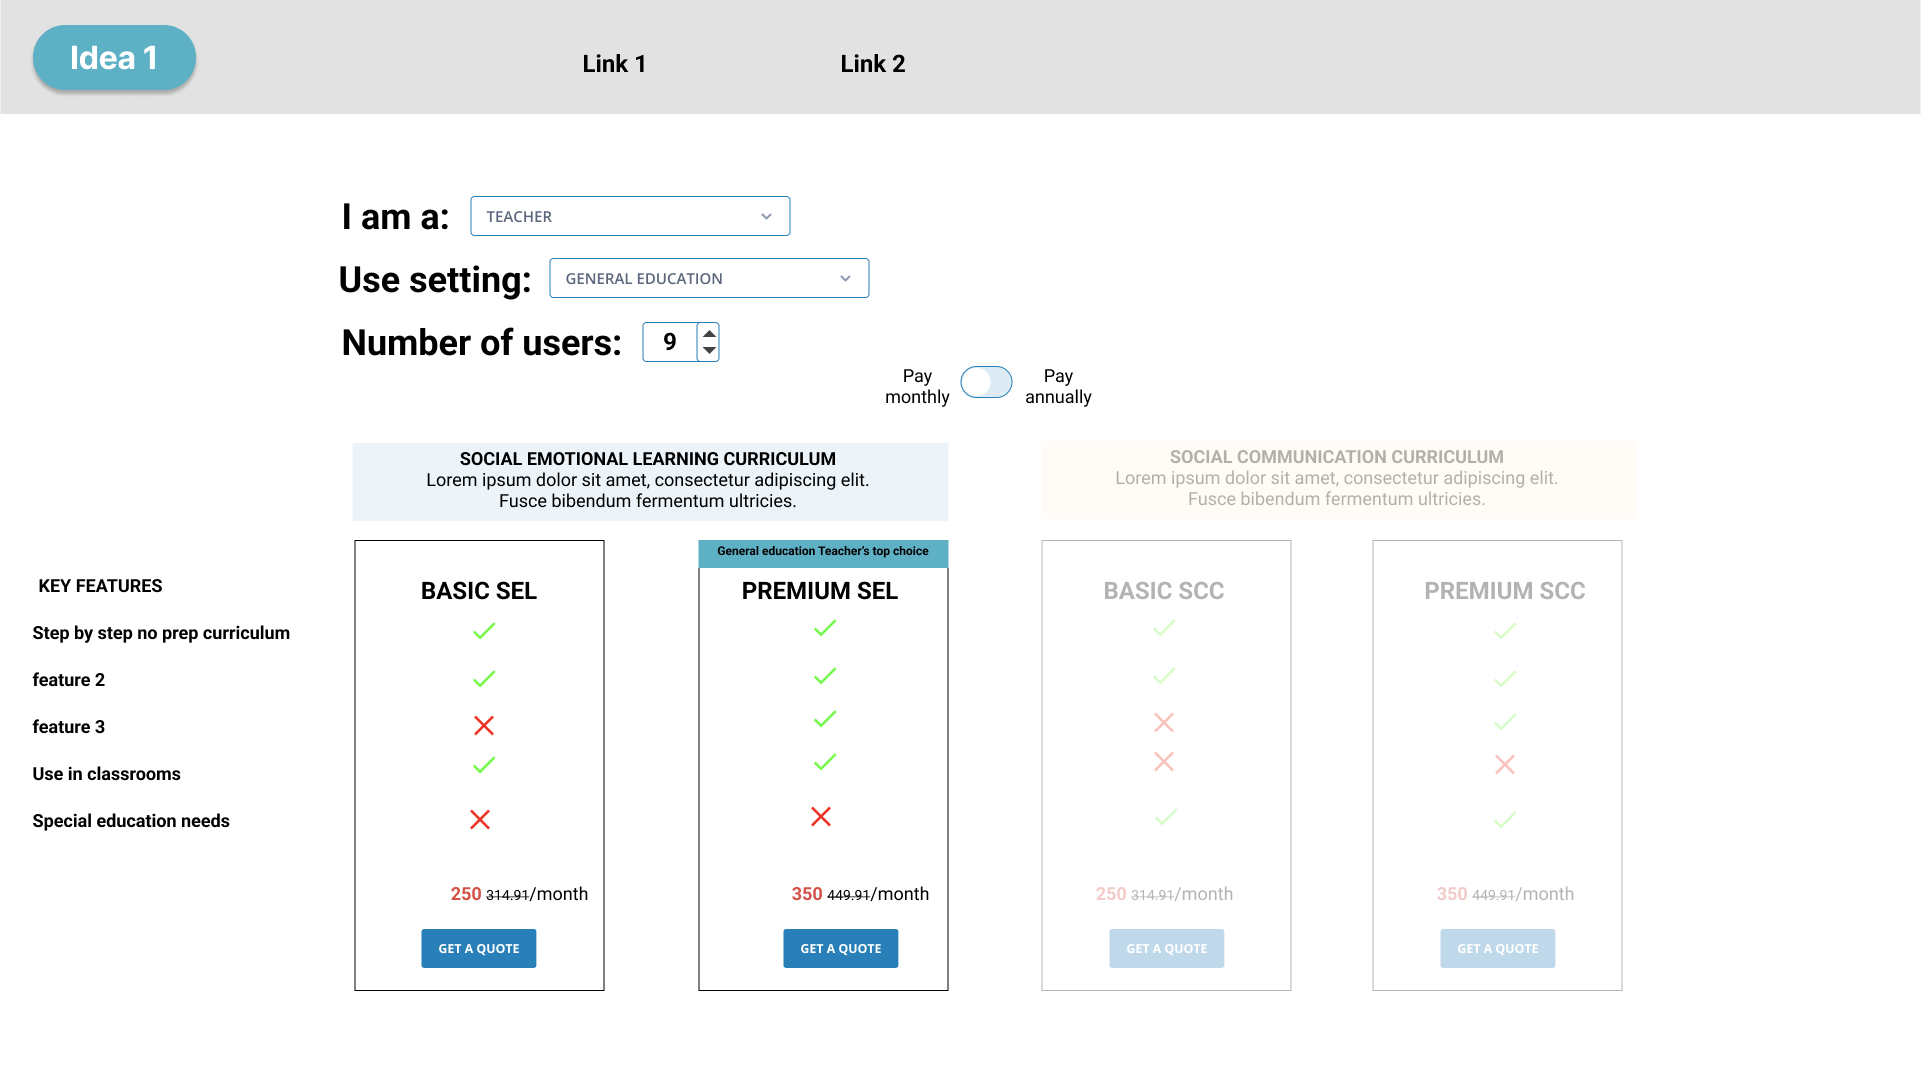 Idea 1
Link 1
Link 2
I am a:
TEACHER
Use setting:
GENERAL EDUCATION
Number of users:
9
Pay
monthly
Pay
annually
SOCIAL EMOTIONAL LEARNING CURRICULUM
Lorem ipsum dolor sit amet, consectetur adipiscing elit.
Fusce bibendum fermentum ultricies.
SOCIAL COMMUNICATION CURRICULUM
Lorem ipsum dolor sit amet, consectetur adipiscing elit.
Fusce bibendum fermentum ultricies.
KEY FEATURES
Step by step no prep curriculum
feature 2
feature 3
Use in classrooms
Special education needs
BASIC SEL
250 314.91/month
GET A QUOTE
General education Teacher's top choice
PREMIUM SEL
350 449.91/month
GET A QUOTE
BASIC SCC
250 314.91/month
GET A QUOTE
PREMIUM SCC
350 449.91/month
GET A QUOTE